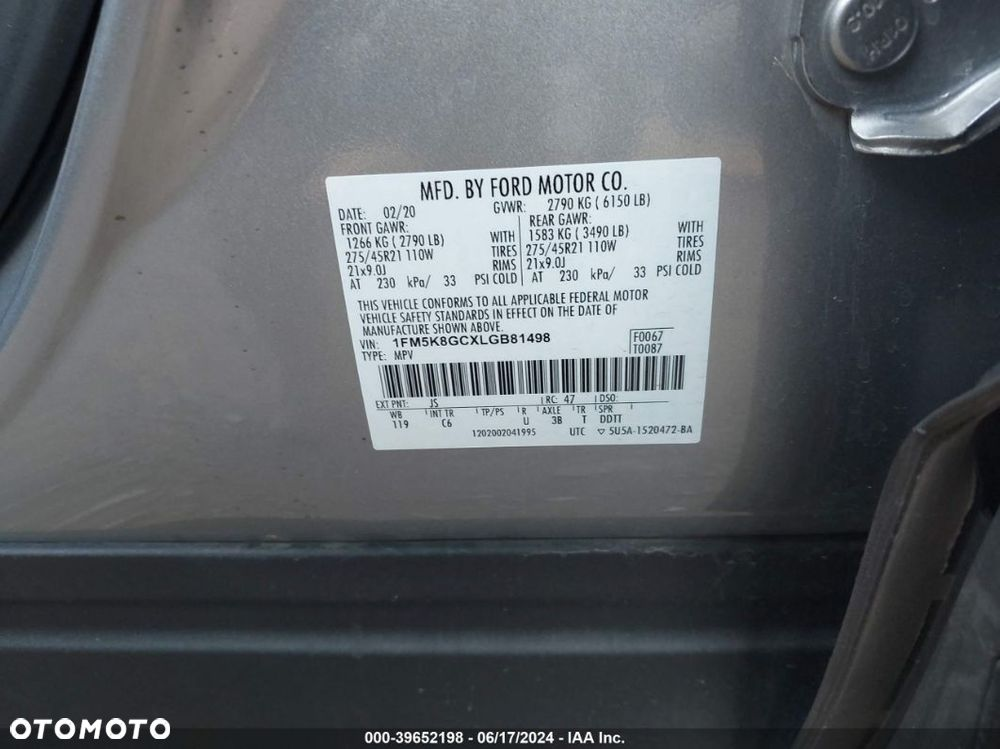 MFD. BY FORD MOTOR CO.
DATE: 02/20 GVWR: 2790 KG ( 6150 LB)
FRONT GAWR: REAR GAWR:
1266 KG ( 2790 LB) WITH 1583 KG ( 3490 LB) WITH
275/45R21 110W TIRES 275/45R21 110W TIRES
21x9.0J RIMS 21x9.0J RIMS
AT 230 kPa/ 33 PSI COLD AT 230 kPa/ 33 PSI COLD
THIS VEHICLE CONFORMS TO ALL APPLICABLE FEDERAL MOTOR
VEHICLE SAFETY STANDARDS IN EFFECT ON THE DATE OF
MANUFACTURE SHOWN ABOVE.
VIN: 1FM5K8GCXLGB81498 F0067
TYPE: MPV T0087
EXT PNT: JS RC: 47 DSO:
WB INT TR TP/PS R AXLE TR SPR
119 C6 U 3B T DDTT
1202002041995 UTC ▽ 5U5A-1520472-BA
OTOMOTO
000-39652198 - 06/17/2024 - IAA Inc.